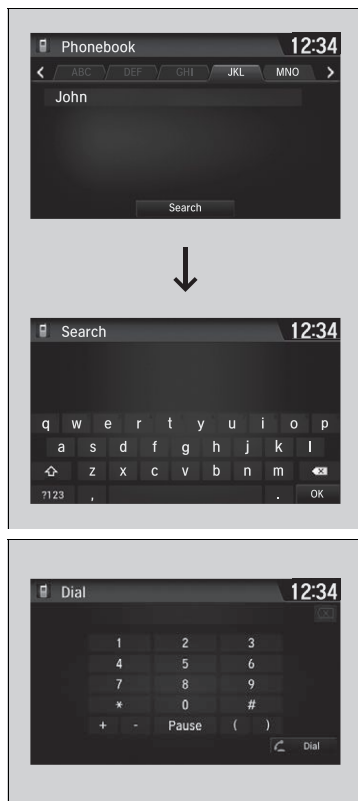 Phonebook 12:34
< ABC DEF GHI JKL MNO >
John
Search
Search 12:34
q w e r t y u i o p
a s d f g h j k l
z x c v b n m
?123 , . OK
Dial 12:34
1 2 3
4 5 6
7 8 9
* 0 #
+ - Pause ( )
Dial